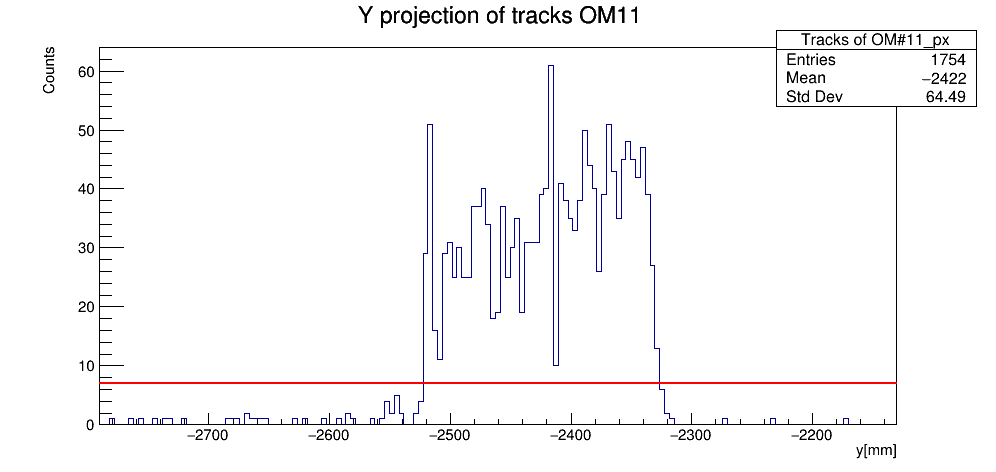 Y projection of tracks OM11
Tracks of OM#11_px
Entries 1754
Mean −2422
Std Dev 64.49
Counts
60
50
40
30
20
10
0
−2700 −2600 −2500 −2400 −2300 −2200
y[mm]